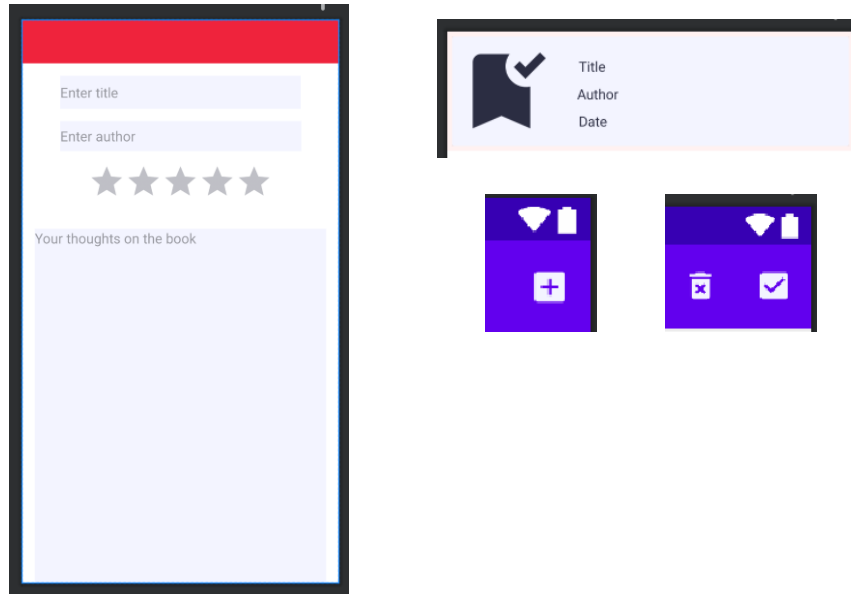 Enter title
Enter author
Your thoughts on the book
Title
Author
Date